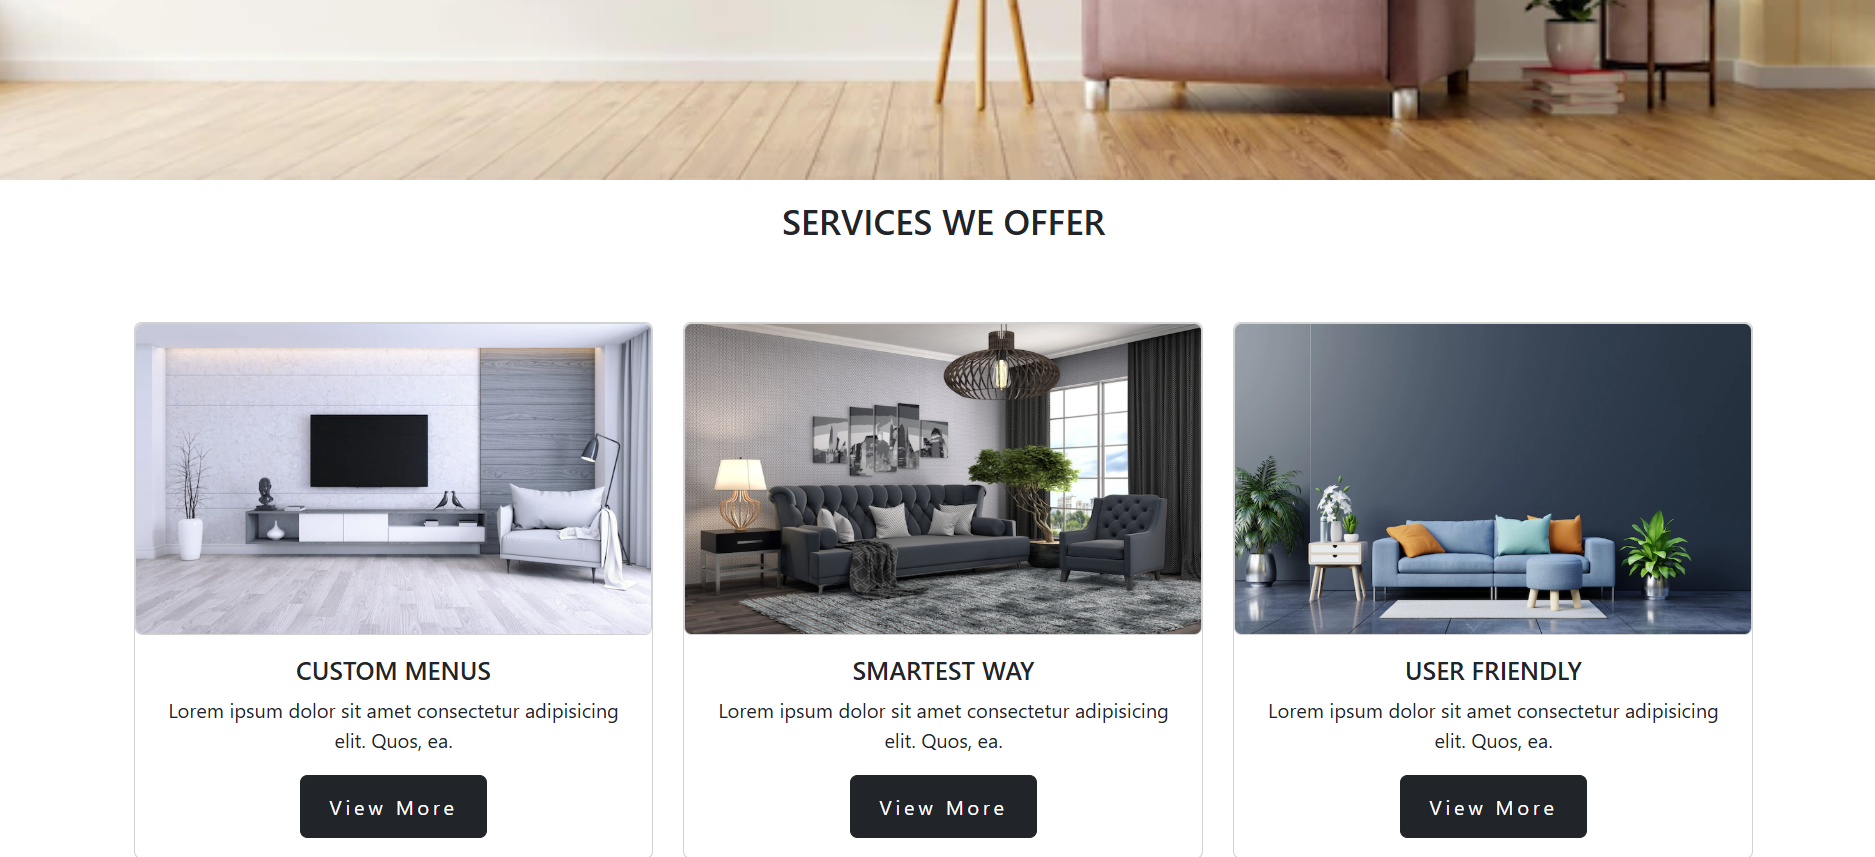 SERVICES WE OFFER
CUSTOM MENUS
Lorem ipsum dolor sit amet consectetur adipisicing
elit. Quos, ea.
View More
SMARTEST WAY
Lorem ipsum dolor sit amet consectetur adipisicing
elit. Quos, ea.
View More
USER FRIENDLY
Lorem ipsum dolor sit amet consectetur adipisicing
elit. Quos, ea.
View More